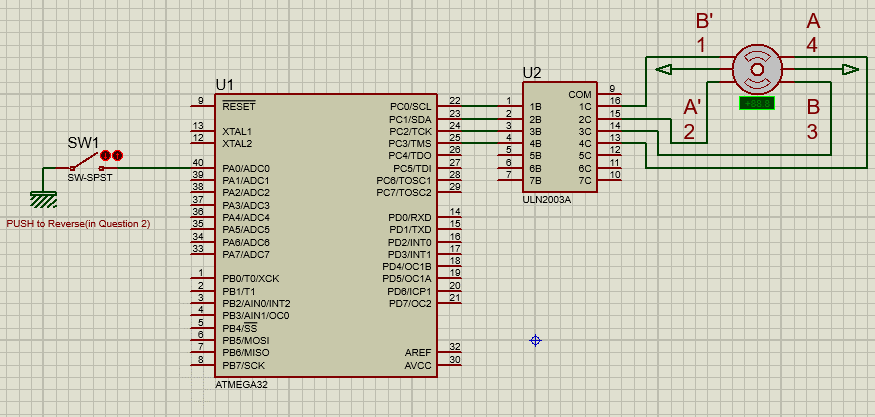 B'
1
A
4
+88.8
A'
2
B
3
U1
9 RESET PC0/SCL 22
PC1/SDA 23
13 XTAL1 PC2/TCK 24
12 XTAL2 PC3/TMS 25
PC4/TDO 26
40 PA0/ADC0 PC5/TDI 27
39 PA1/ADC1 PC6/TOSC1 28
38 PA2/ADC2 PC7/TOSC2 29
37 PA3/ADC3
36 PA4/ADC4 PD0/RXD 14
35 PA5/ADC5 PD1/TXD 15
34 PA6/ADC6 PD2/INT0 16
33 PA7/ADC7 PD3/INT1 17
PD4/OC1B 18
1 PB0/T0/XCK PD5/OC1A 19
2 PB1/T1 PD6/ICP1 20
3 PB2/AIN0/INT2 PD7/OC2 21
4 PB3/AIN1/OC0
5 PB4/SS
6 PB5/MOSI
7 PB6/MISO AREF 32
8 PB7/SCK AVCC 30
ATMEGA32
U2
COM 9
1 1B 1C 16
2 2B 2C 15
3 3B 3C 14
4 4B 4C 13
5 5B 5C 12
6 6B 6C 11
7 7B 7C 10
ULN2003A
SW1
SW-SPST
PUSH to Reverse(in Question 2)